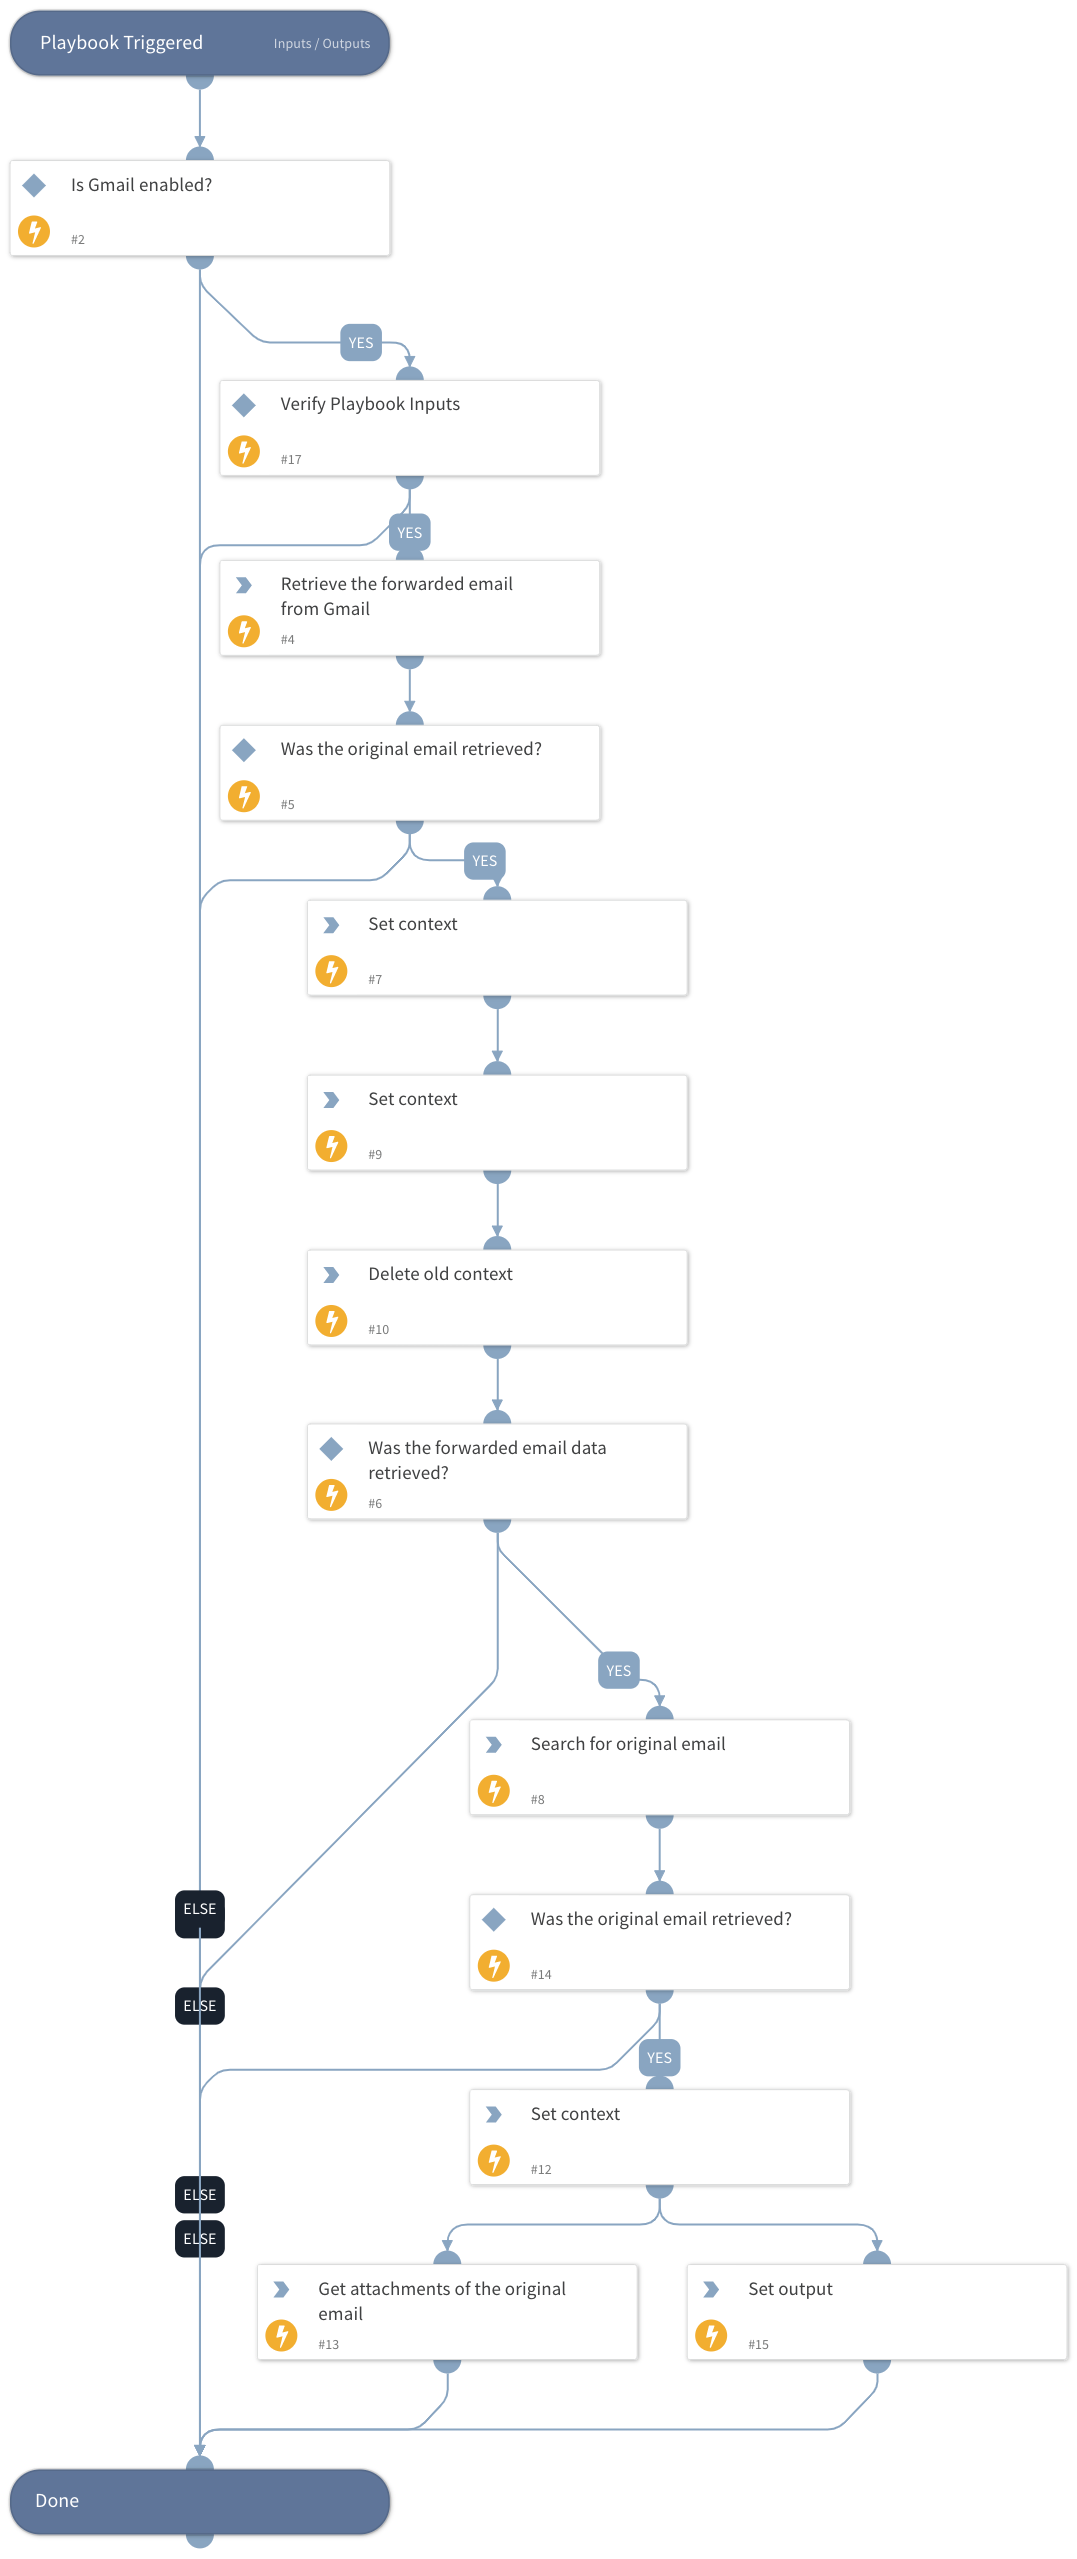 Playbook Triggered
Inputs / Outputs
Is Gmail enabled?
#2
YES
Verify Playbook Inputs
#17
YES
Retrieve the forwarded email
from Gmail
#4
Was the original email retrieved?
#5
YES
Set context
#7
Set context
#9
Delete old context
#10
Was the forwarded email data
retrieved?
#6
YES
Search for original email
#8
ELSE
Was the original email retrieved?
#14
ELSE
YES
Set context
#12
ELSE
ELSE
Get attachments of the original
email
#13
Set output
#15
Done